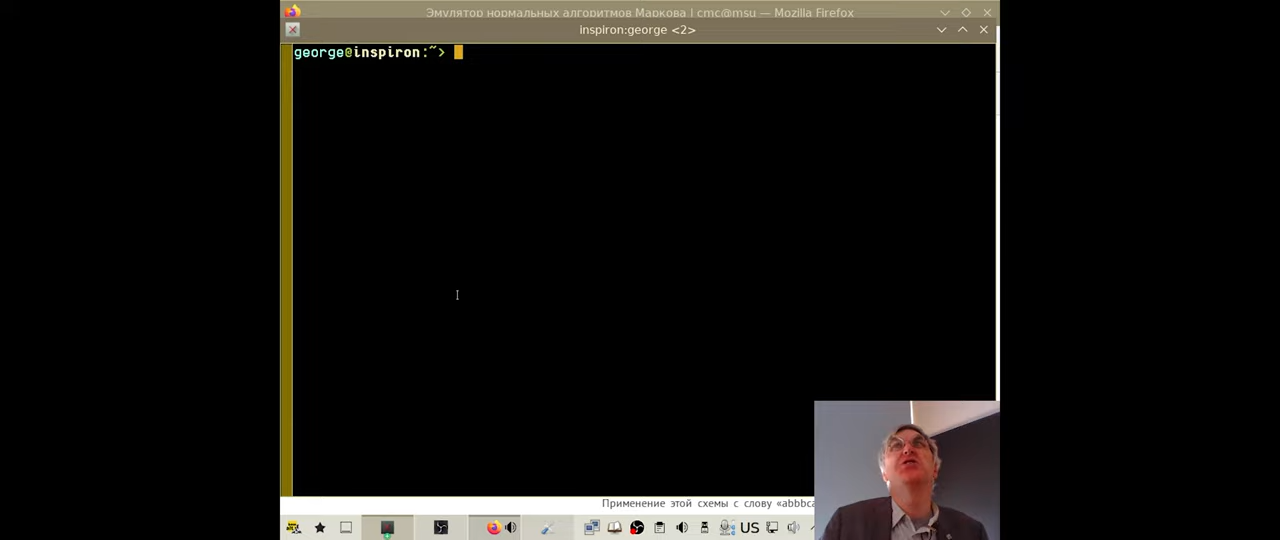 Эмулятор нормальных алгоритмов Маркова | cmc@msu — Mozilla Firefox
inspiron:george <2>
george@inspiron:~>
Применение этой схемы с слову «abbbca
US